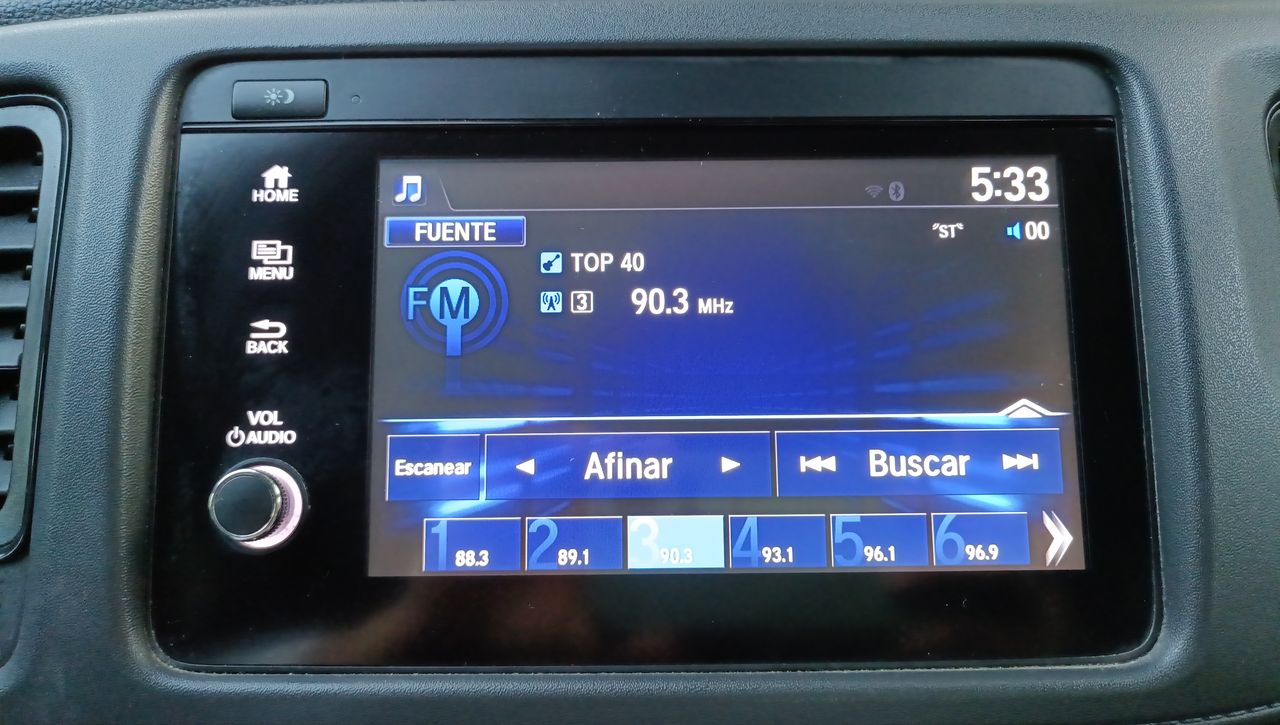 HOME
MENU
BACK
VOL
AUDIO
5:33
FUENTE
"ST"
00
FM
TOP 40
3 90.3 MHz
Escanear
Afinar
Buscar
1 88.3
2 89.1
3 90.3
4 93.1
5 96.1
6 96.9